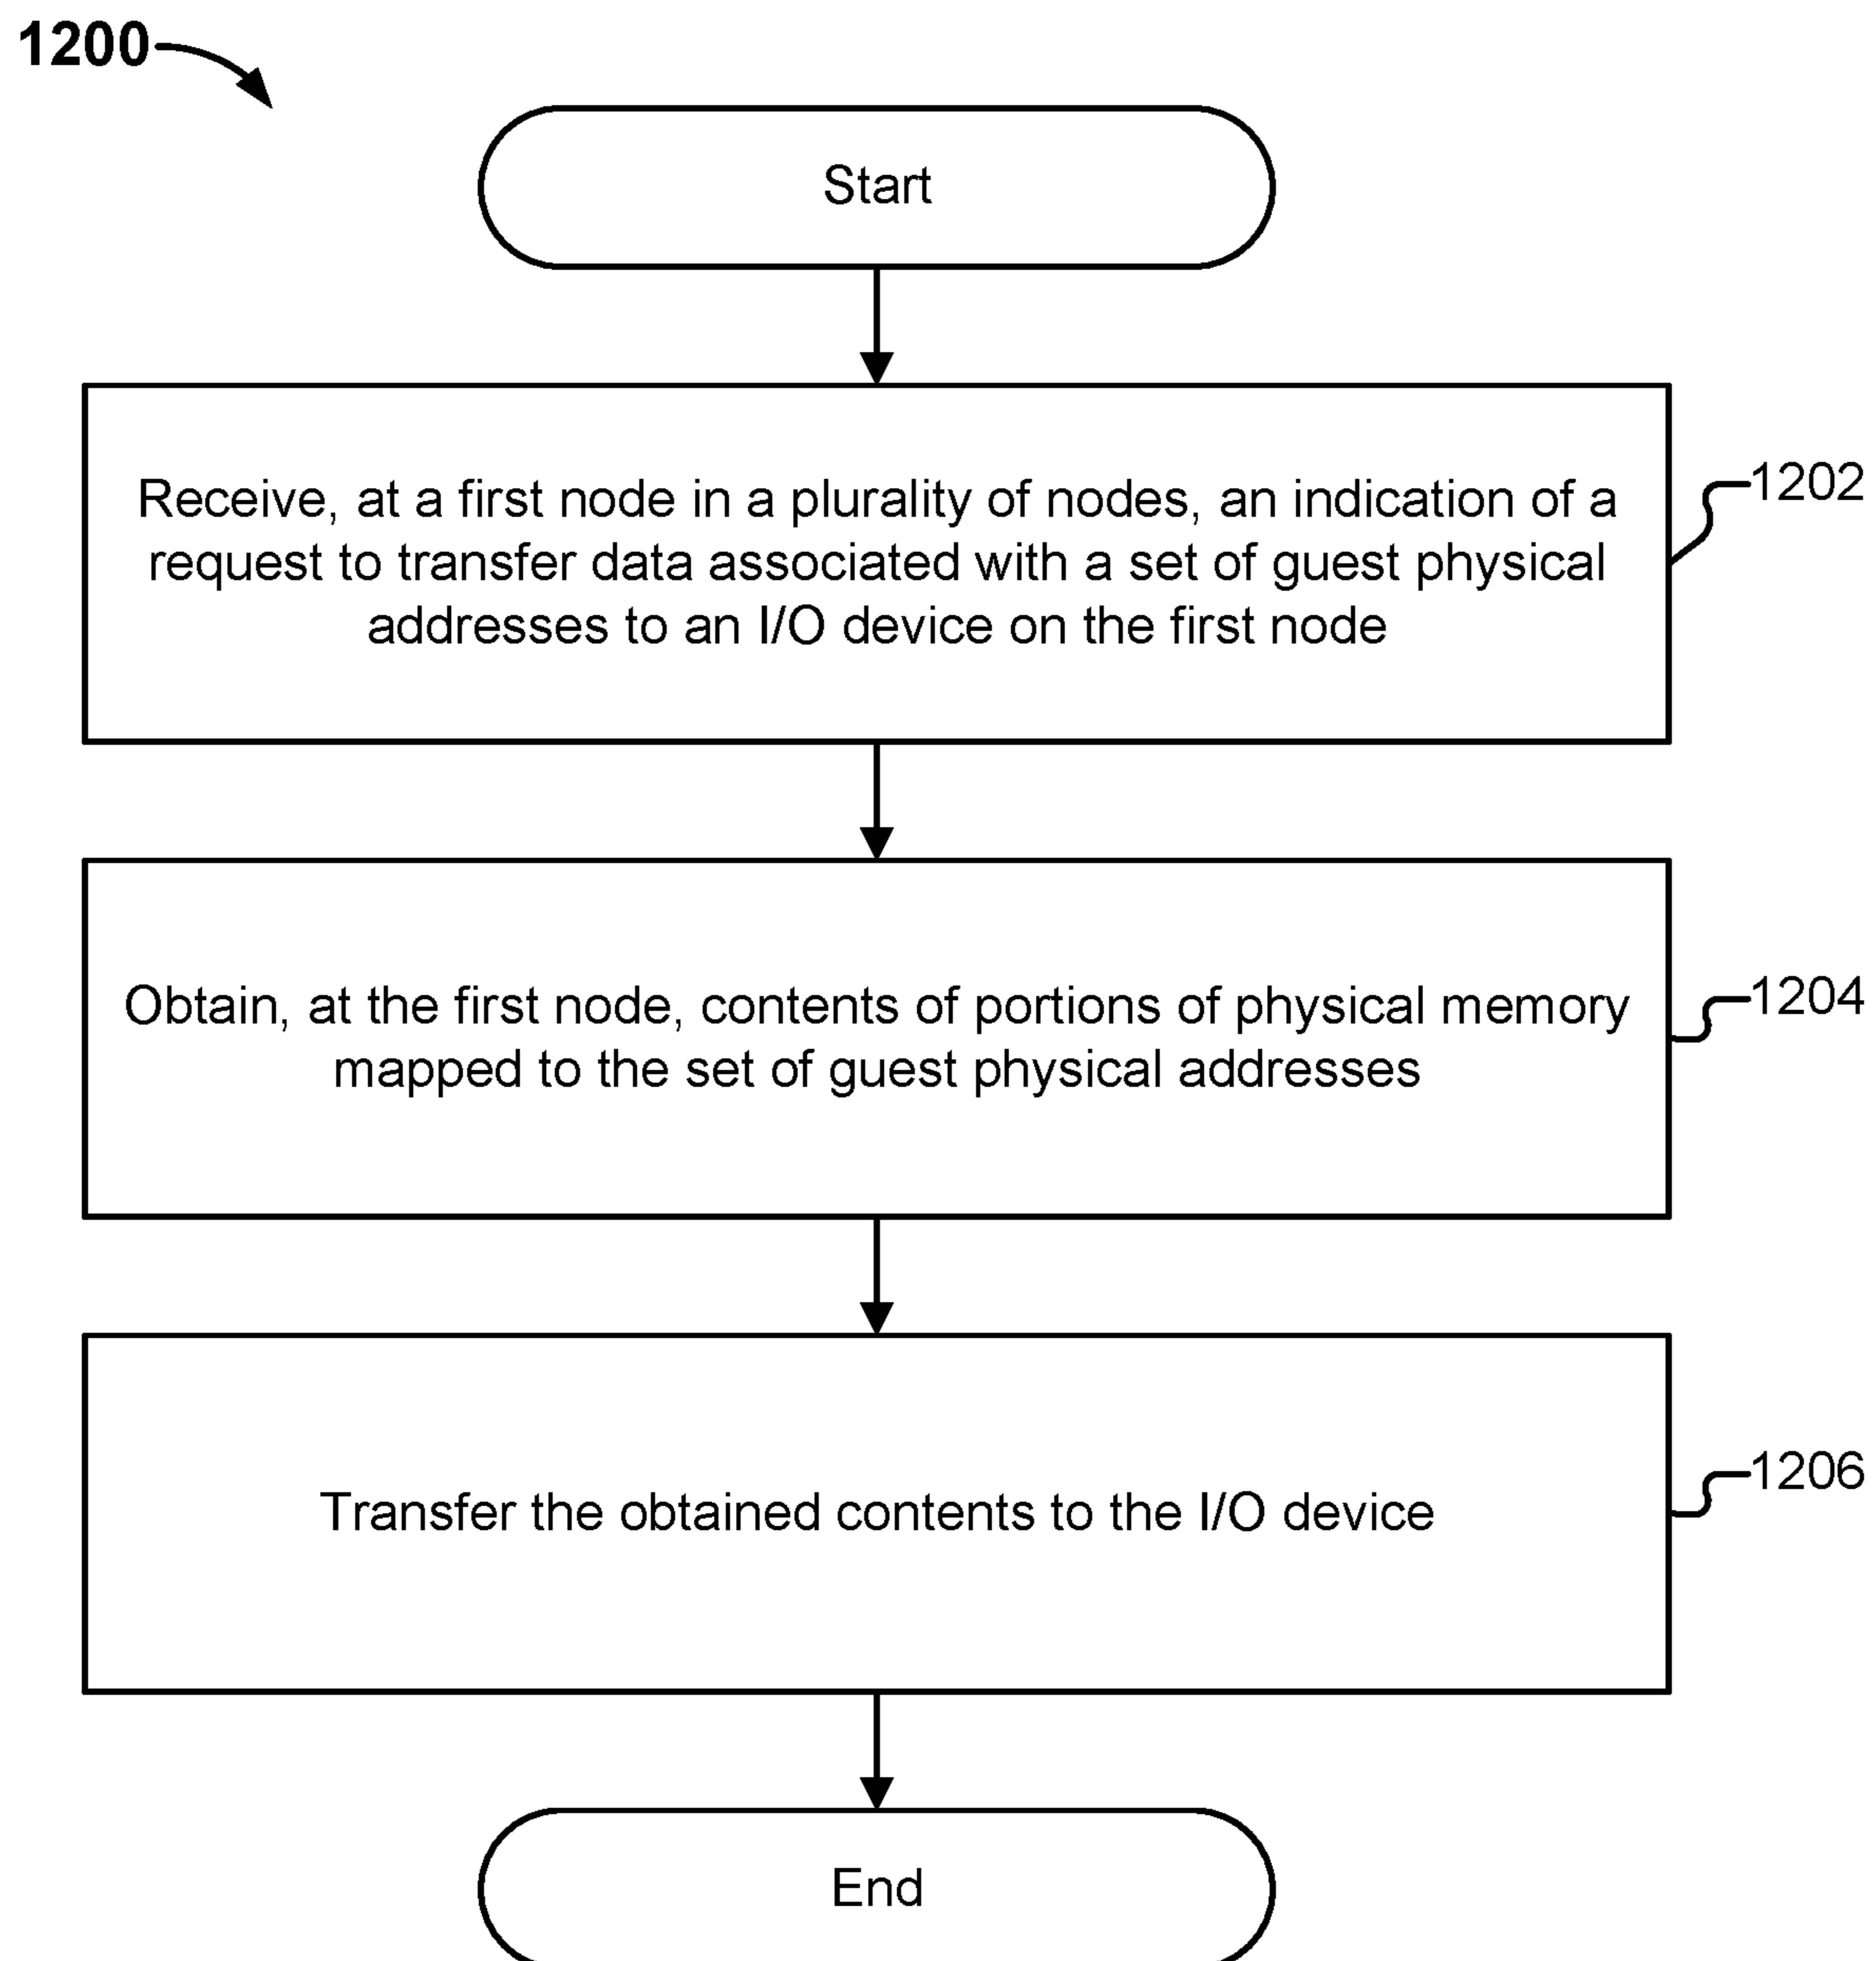 1200
Start
Receive, at a first node in a plurality of nodes, an indication of a
request to transfer data associated with a set of guest physical
addresses to an I/O device on the first node
1202
Obtain, at the first node, contents of portions of physical memory
mapped to the set of guest physical addresses
1204
Transfer the obtained contents to the I/O device
1206
End